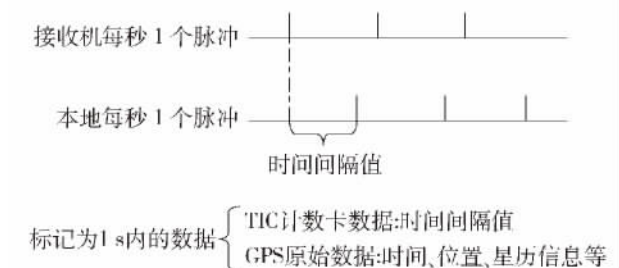 接收机每秒1个脉冲
本地每秒1个脉冲
时间间隔值
标记为1 s内的数据
TIC计数卡数据:时间间隔值
GPS原始数据:时间、位置、星历信息等